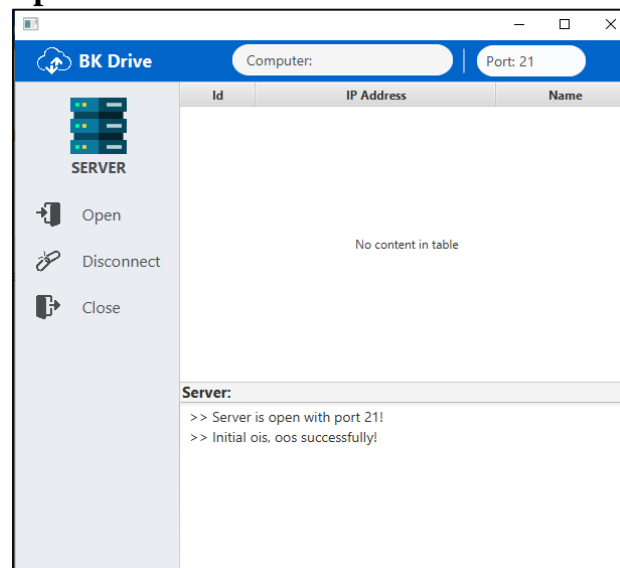 BK Drive
Computer:
Port: 21
Id IP Address Name
SERVER
Open
Disconnect
Close
No content in table
Server:
>> Server is open with port 21!
>> Initial ois, oos successfully!